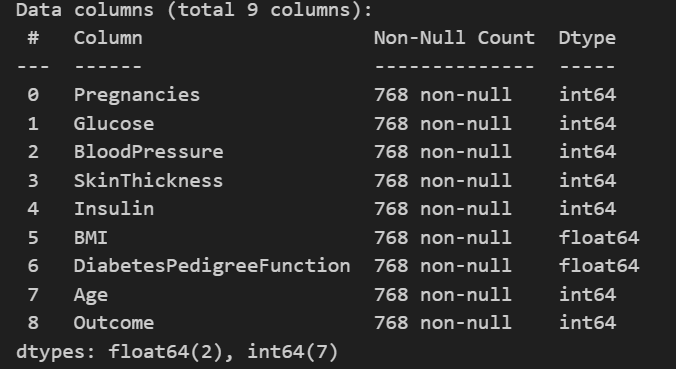 Data columns (total 9 columns):
 #   Column                    Non-Null Count  Dtype
---  ------                    --------------  -----
 0   Pregnancies               768 non-null    int64
 1   Glucose                   768 non-null    int64
 2   BloodPressure             768 non-null    int64
 3   SkinThickness             768 non-null    int64
 4   Insulin                   768 non-null    int64
 5   BMI                       768 non-null    float64
 6   DiabetesPedigreeFunction  768 non-null    float64
 7   Age                       768 non-null    int64
 8   Outcome                   768 non-null    int64
dtypes: float64(2), int64(7)